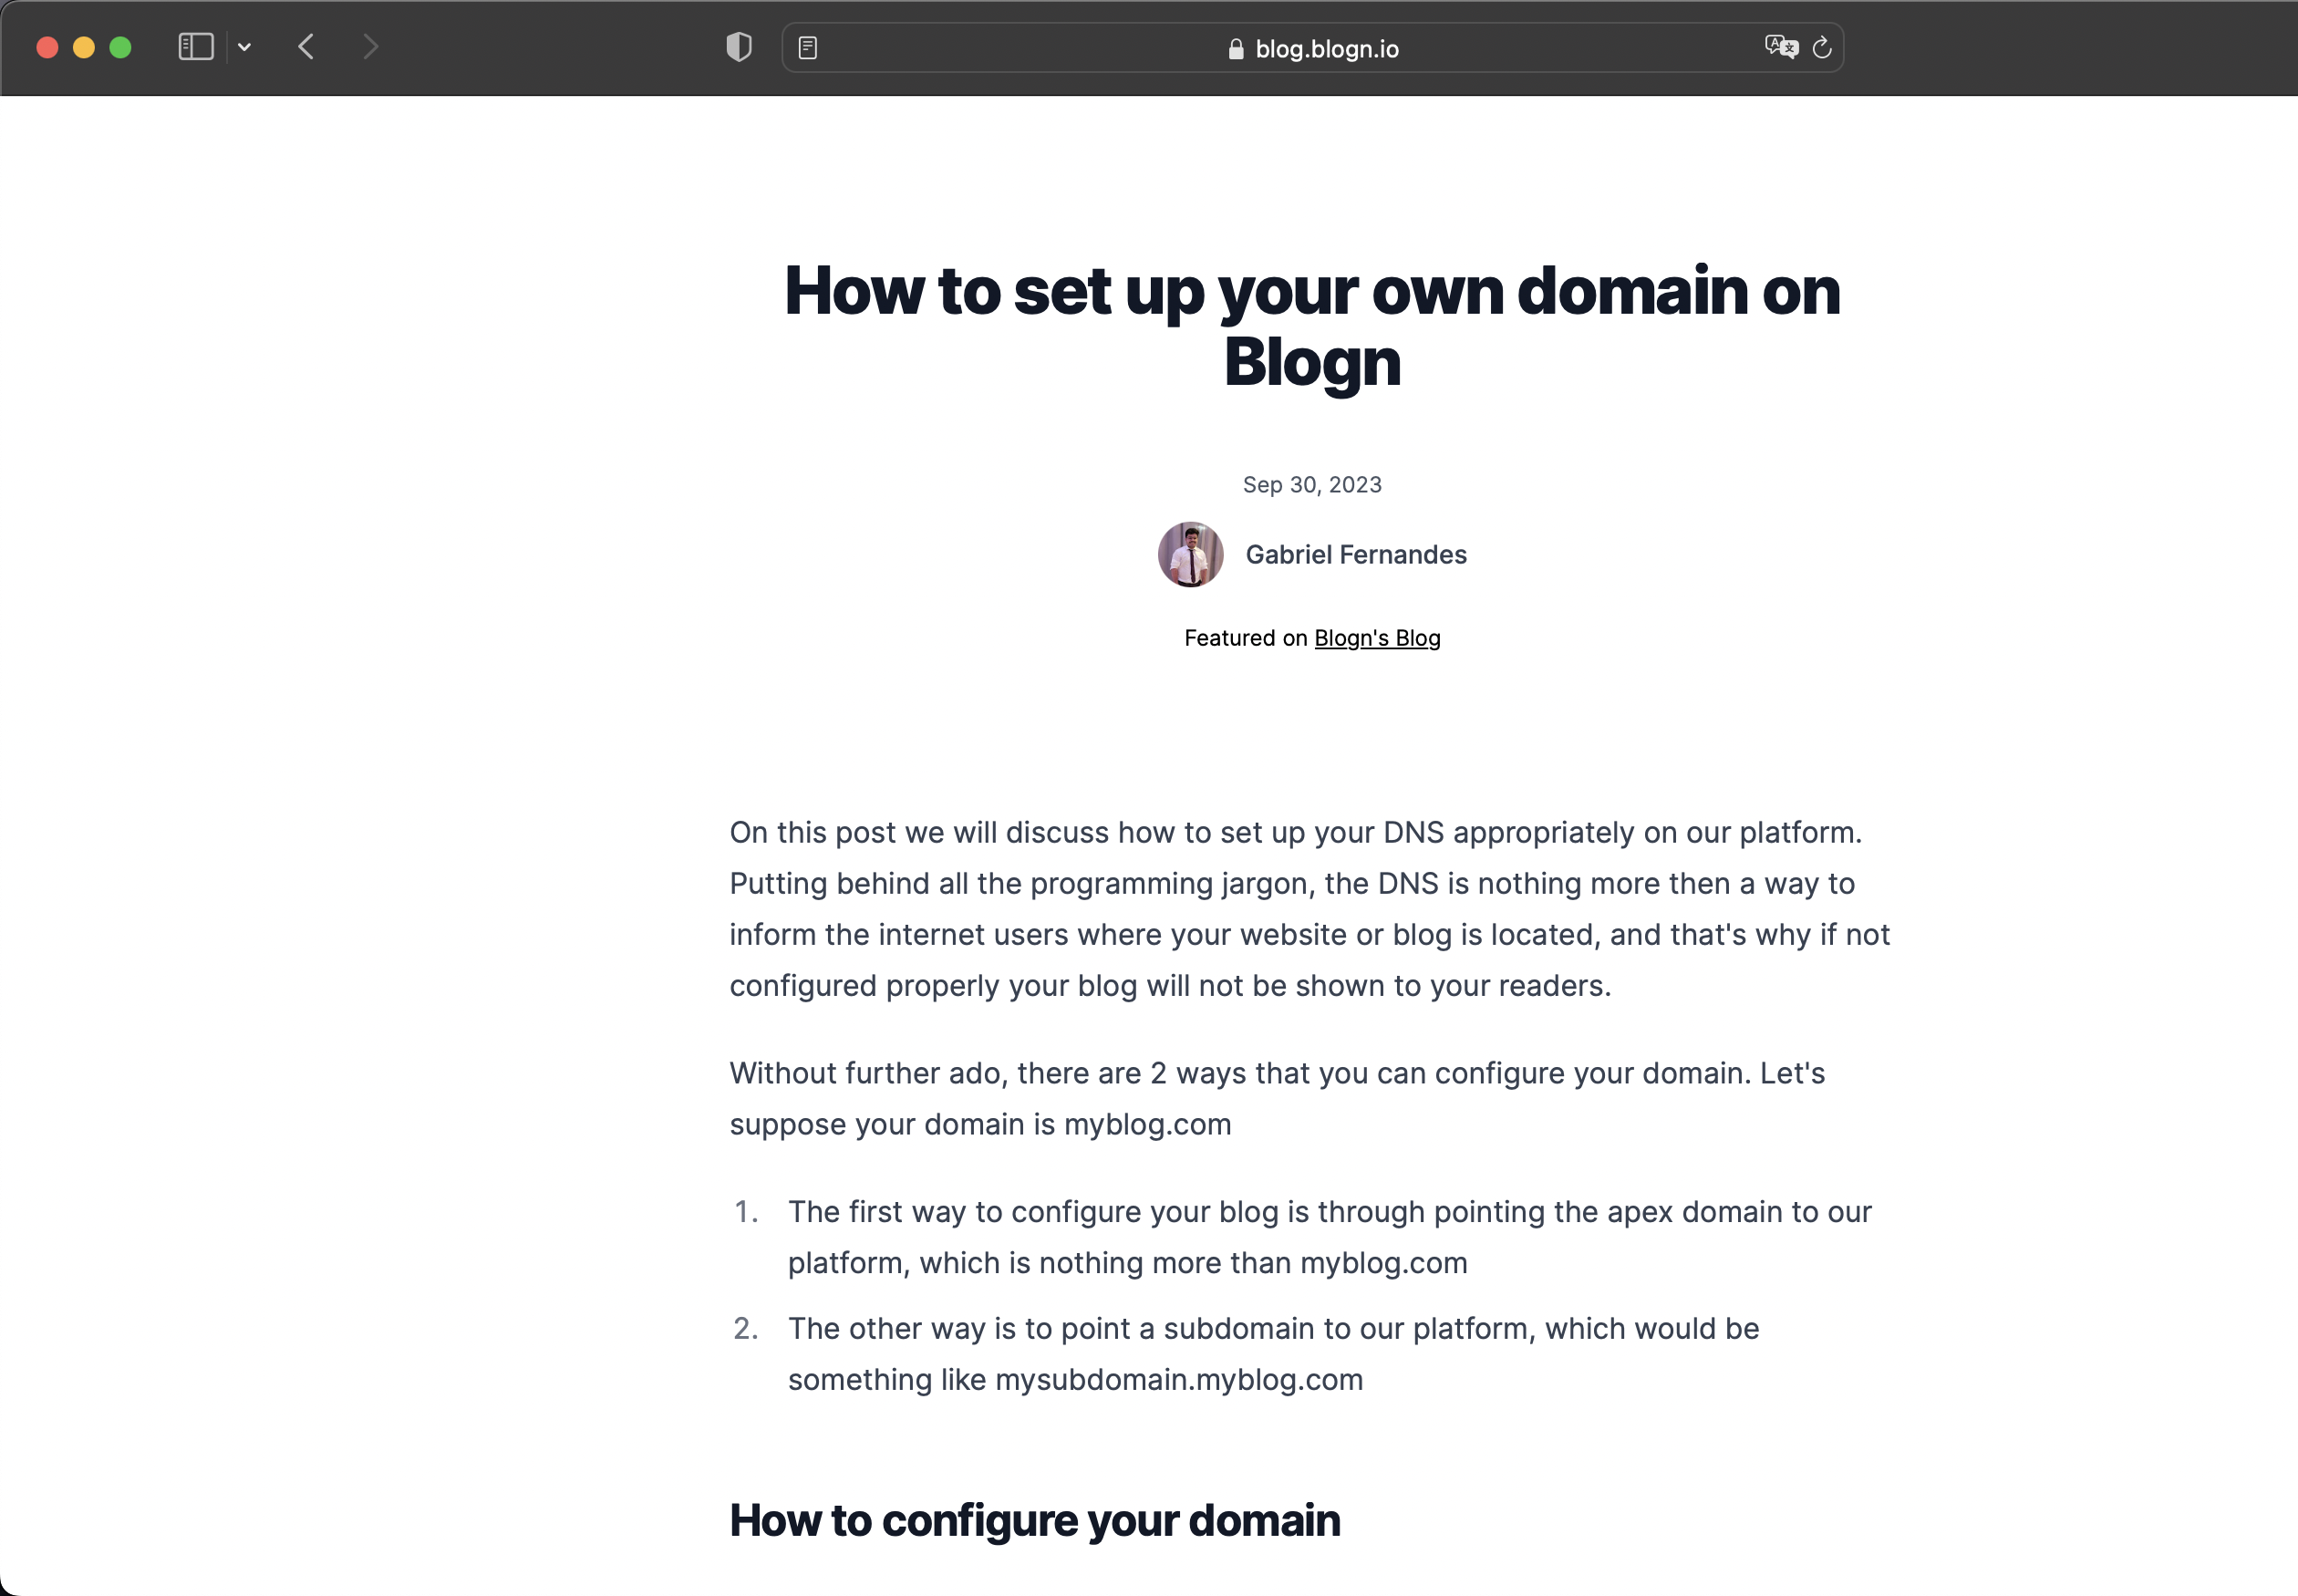 blog.blogn.io
How to set up your own domain on
Blogn
Sep 30, 2023
Gabriel Fernandes
Featured on Blogn's Blog
On this post we will discuss how to set up your DNS appropriately on our platform.
Putting behind all the programming jargon, the DNS is nothing more then a way to
inform the internet users where your website or blog is located, and that's why if not
configured properly your blog will not be shown to your readers.
Without further ado, there are 2 ways that you can configure your domain. Let's
suppose your domain is myblog.com
1. The first way to configure your blog is through pointing the apex domain to our
platform, which is nothing more than myblog.com
2. The other way is to point a subdomain to our platform, which would be
something like mysubdomain.myblog.com
How to configure your domain